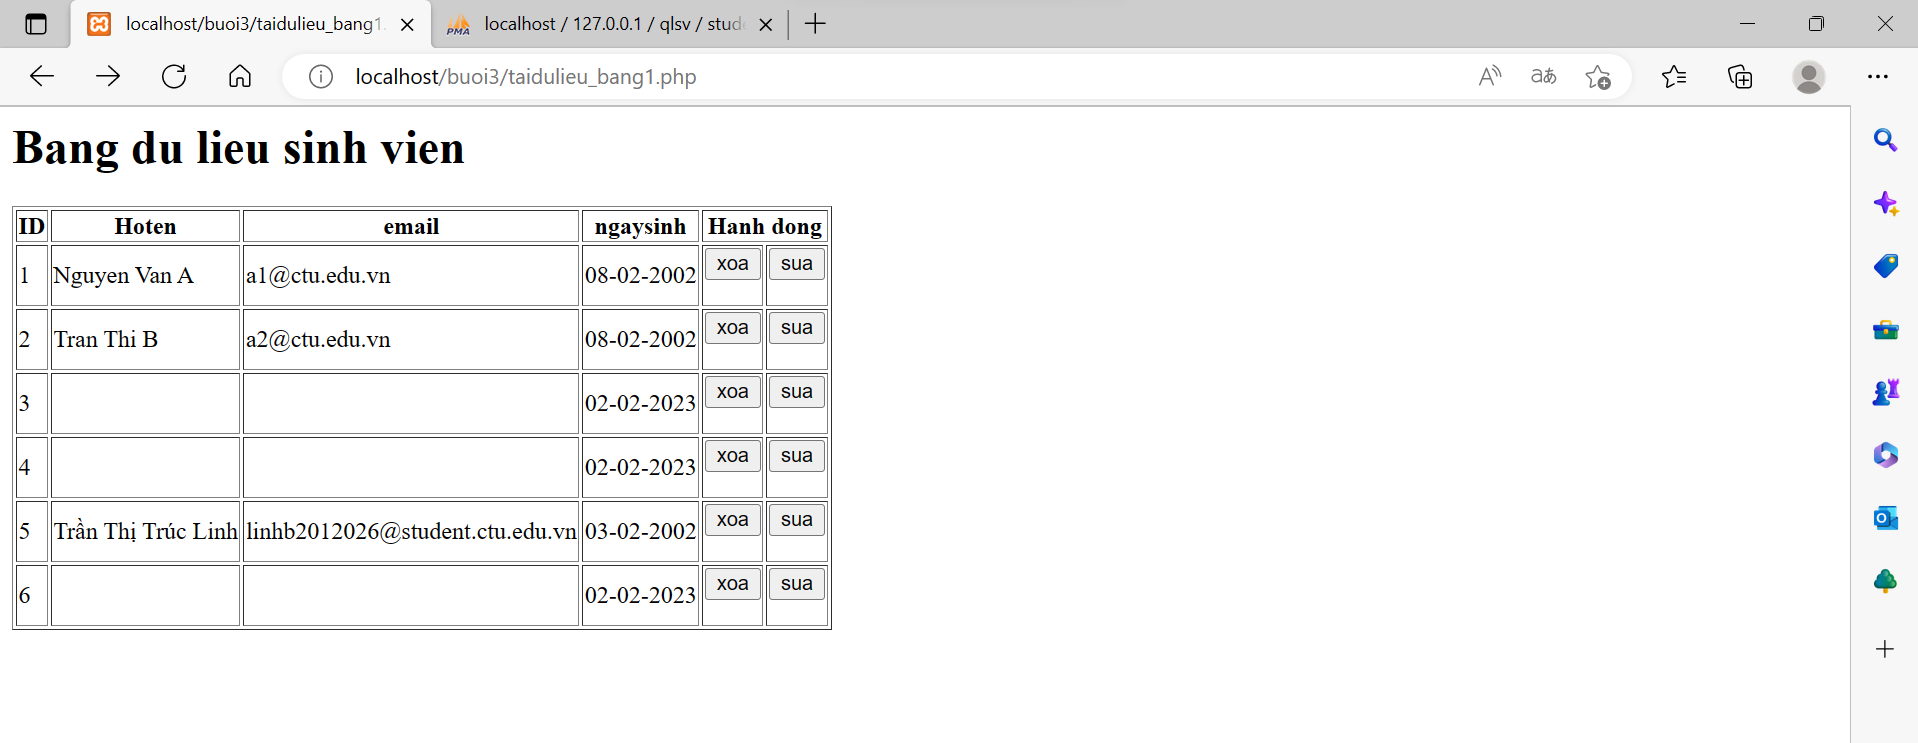 localhost/buoi3/taidulieu_bang1.
localhost / 127.0.0.1 / qlsv / stude
PMA
localhost/buoi3/taidulieu_bang1.php
Bang du lieu sinh vien
ID Hoten email ngaysinh Hanh dong
1 Nguyen Van A a1@ctu.edu.vn 08-02-2002 xoa sua
2 Tran Thi B a2@ctu.edu.vn 08-02-2002 xoa sua
3 02-02-2023 xoa sua
4 02-02-2023 xoa sua
5 Trần Thị Trúc Linh linhb2012026@student.ctu.edu.vn 03-02-2002 xoa sua
6 02-02-2023 xoa sua